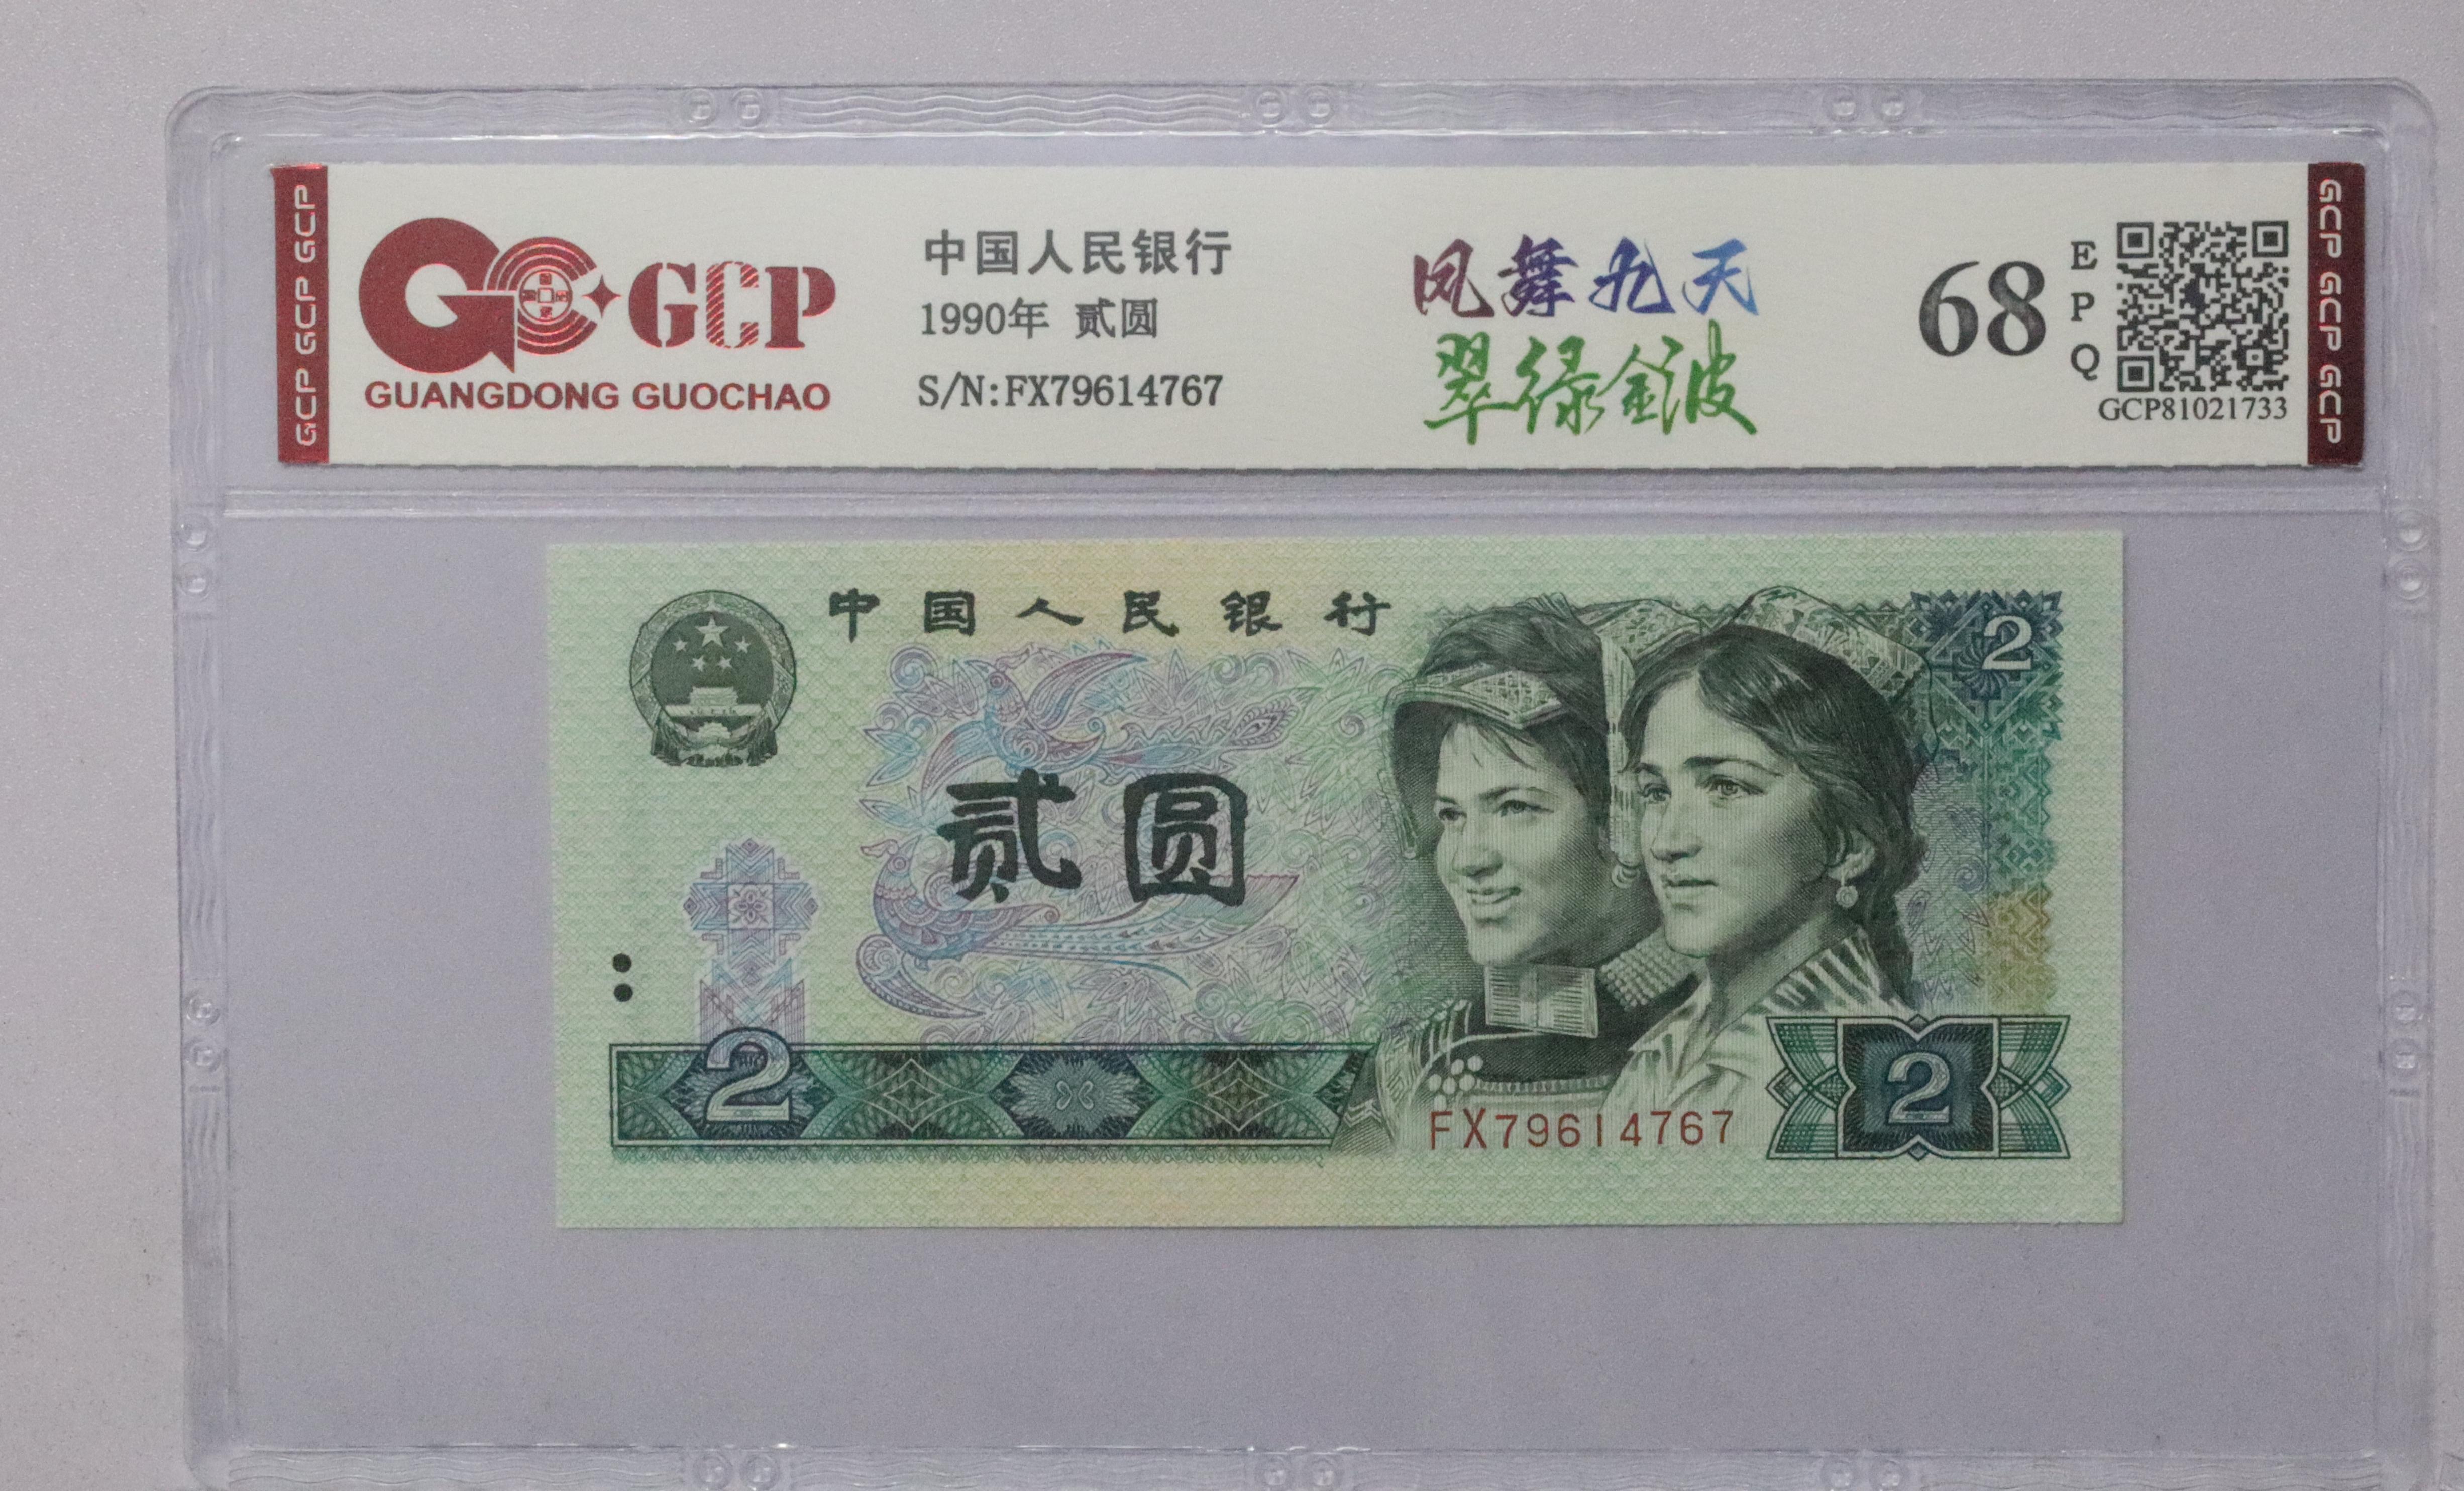 GCP GCP GCP
GCP
GUANGDONG GUOCHAO
中国人民银行
1990年 贰圆
S/N:FX79614767
凤舞九天
翠绿金波
68
E
P
Q
GCP81021733
GCP GCP GCP
中国人民银行
2
贰圆
2
FX79614767
2